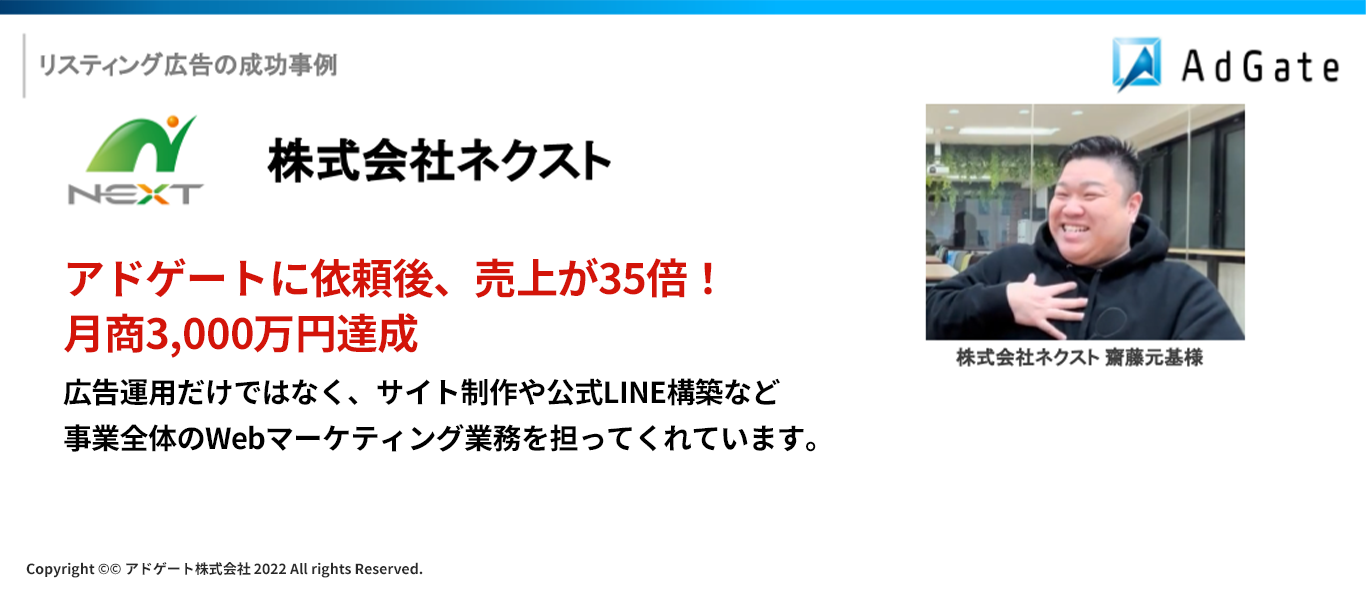 リスティング広告の成功事例
AdGate
NEXT
株式会社ネクスト
アドゲートに依頼後、売上が35倍！
月商3,000万円達成
広告運用だけではなく、サイト制作や公式LINE構築など
事業全体のWebマーケティング業務を担ってくれています。
株式会社ネクスト 齋藤元基様
Copyright ©© アドゲート株式会社 2022 All rights Reserved.